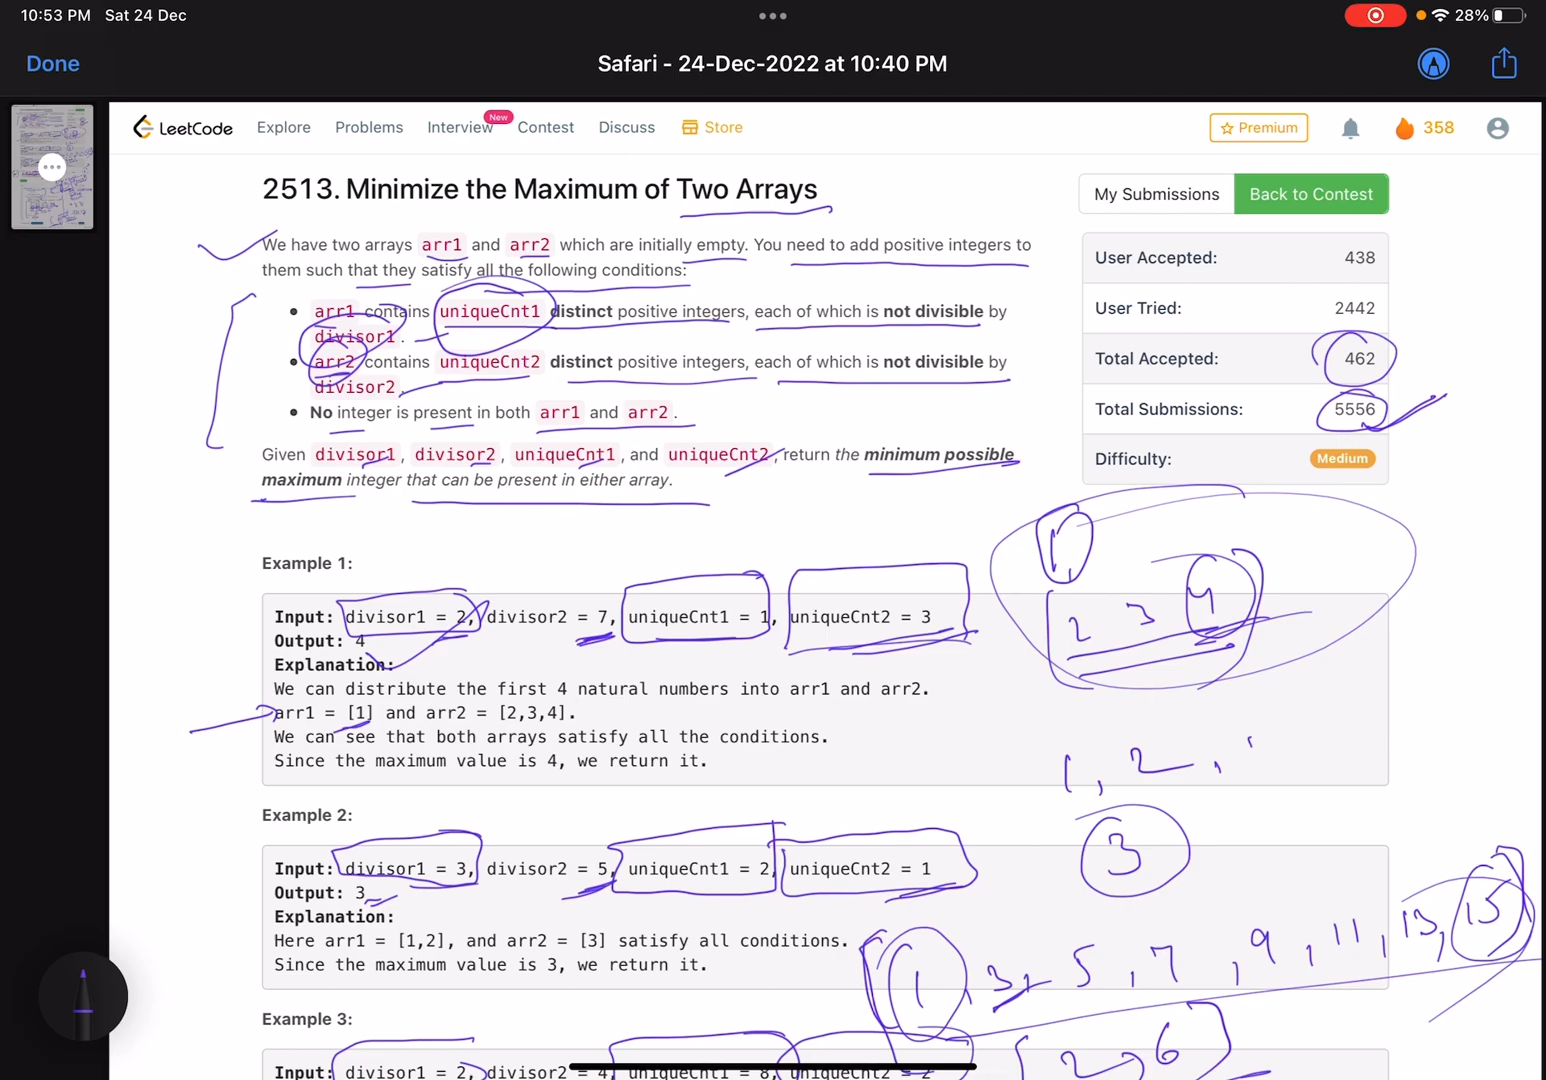 10:53 PM Sat 24 Dec
28%
Done
Safari - 24-Dec-2022 at 10:40 PM
LeetCode Explore Problems Interview New Contest Discuss Store
Premium 358
2513. Minimize the Maximum of Two Arrays
My Submissions Back to Contest
We have two arrays arr1 and arr2 which are initially empty. You need to add positive integers to
them such that they satisfy all the following conditions:
• arr1 contains uniqueCnt1 distinct positive integers, each of which is not divisible by
divisor1.
• arr2 contains uniqueCnt2 distinct positive integers, each of which is not divisible by
divisor2.
• No integer is present in both arr1 and arr2.
Given divisor1, divisor2, uniqueCnt1, and uniqueCnt2, return the minimum possible
maximum integer that can be present in either array.
User Accepted: 438
User Tried: 2442
Total Accepted: 462
Total Submissions: 5556
Difficulty: Medium
Example 1:
1,
2 3 4
Input: divisor1 = 2, divisor2 = 7, uniqueCnt1 = 1, uniqueCnt2 = 3
Output: 4
Explanation:
We can distribute the first 4 natural numbers into arr1 and arr2.
arr1 = [1] and arr2 = [2,3,4].
We can see that both arrays satisfy all the conditions.
Since the maximum value is 4, we return it.
1, 2,
3
Example 2:
Input: divisor1 = 3, divisor2 = 5, uniqueCnt1 = 2, uniqueCnt2 = 1
Output: 3
Explanation:
Here arr1 = [1,2], and arr2 = [3] satisfy all conditions.
Since the maximum value is 3, we return it.
[1, 3, 5, 7, 9, 11, 13, 15]
Example 3:
[2, 6]
Input: divisor1 = 2, divisor2 = 4, uniqueCnt1 = 8, uniqueCnt2 = 2